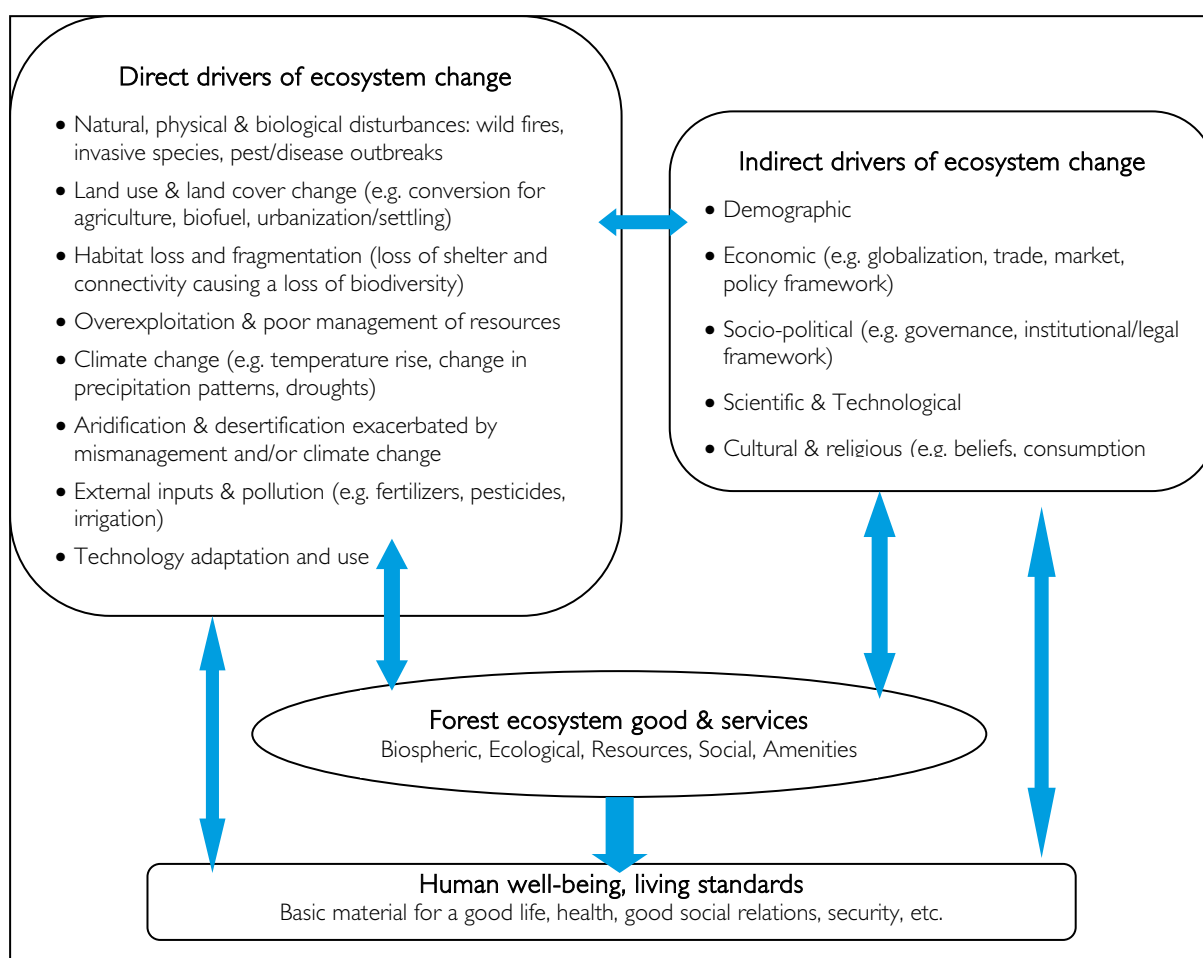 Direct drivers of ecosystem change
• Natural, physical & biological disturbances: wild fires,
invasive species, pest/disease outbreaks
• Land use & land cover change (e.g. conversion for
agriculture, biofuel, urbanization/settling)
• Habitat loss and fragmentation (loss of shelter and
connectivity causing a loss of biodiversity)
• Overexploitation & poor management of resources
• Climate change (e.g. temperature rise, change in
precipitation patterns, droughts)
• Aridification & desertification exacerbated by
mismanagement and/or climate change
• External inputs & pollution (e.g. fertilizers, pesticides,
irrigation)
• Technology adaptation and use
Indirect drivers of ecosystem change
• Demographic
• Economic (e.g. globalization, trade, market,
policy framework)
• Socio-political (e.g. governance, institutional/legal
framework)
• Scientific & Technological
• Cultural & religious (e.g. beliefs, consumption
Forest ecosystem good & services
Biospheric, Ecological, Resources, Social, Amenities
Human well-being, living standards
Basic material for a good life, health, good social relations, security, etc.